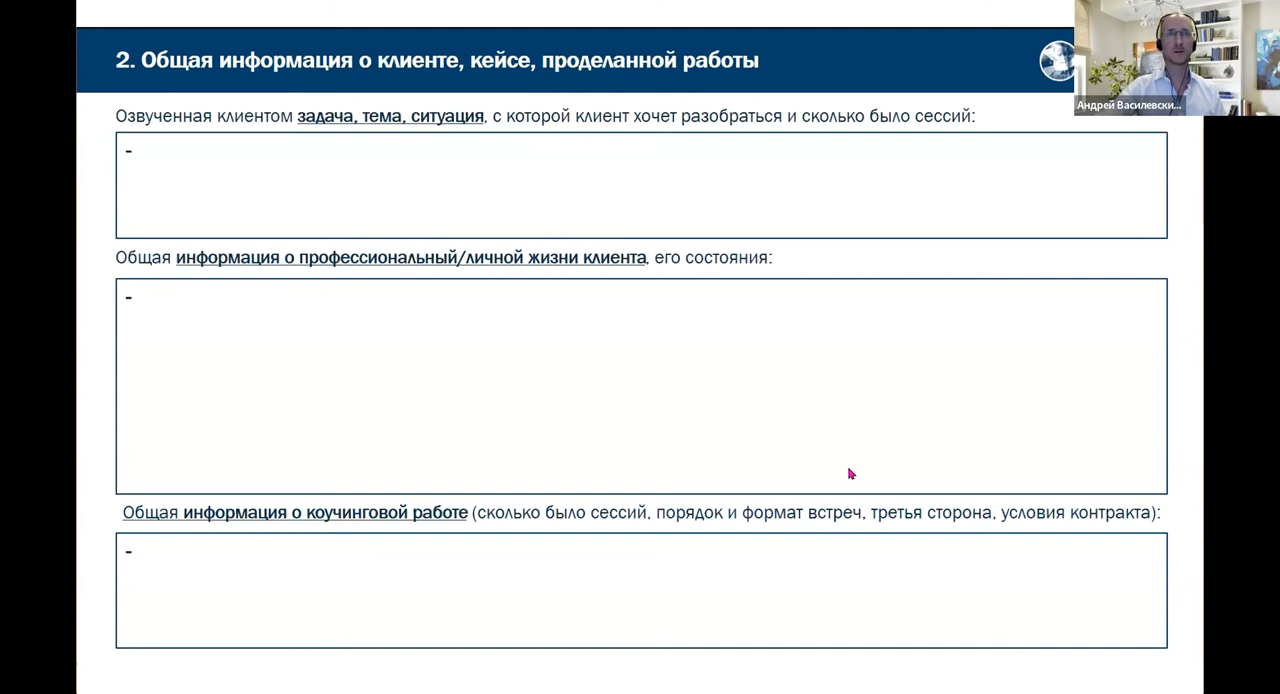 2. Общая информация о клиенте, кейсе, проделанной работы
Андрей Василевски...
Озвученная клиентом задача, тема, ситуация, с которой клиент хочет разобраться и сколько было сессий:
-
Общая информация о профессиональный/личной жизни клиента, его состояния:
-
Общая информация о коучинговой работе (сколько было сессий, порядок и формат встреч, третья сторона, условия контракта):
-